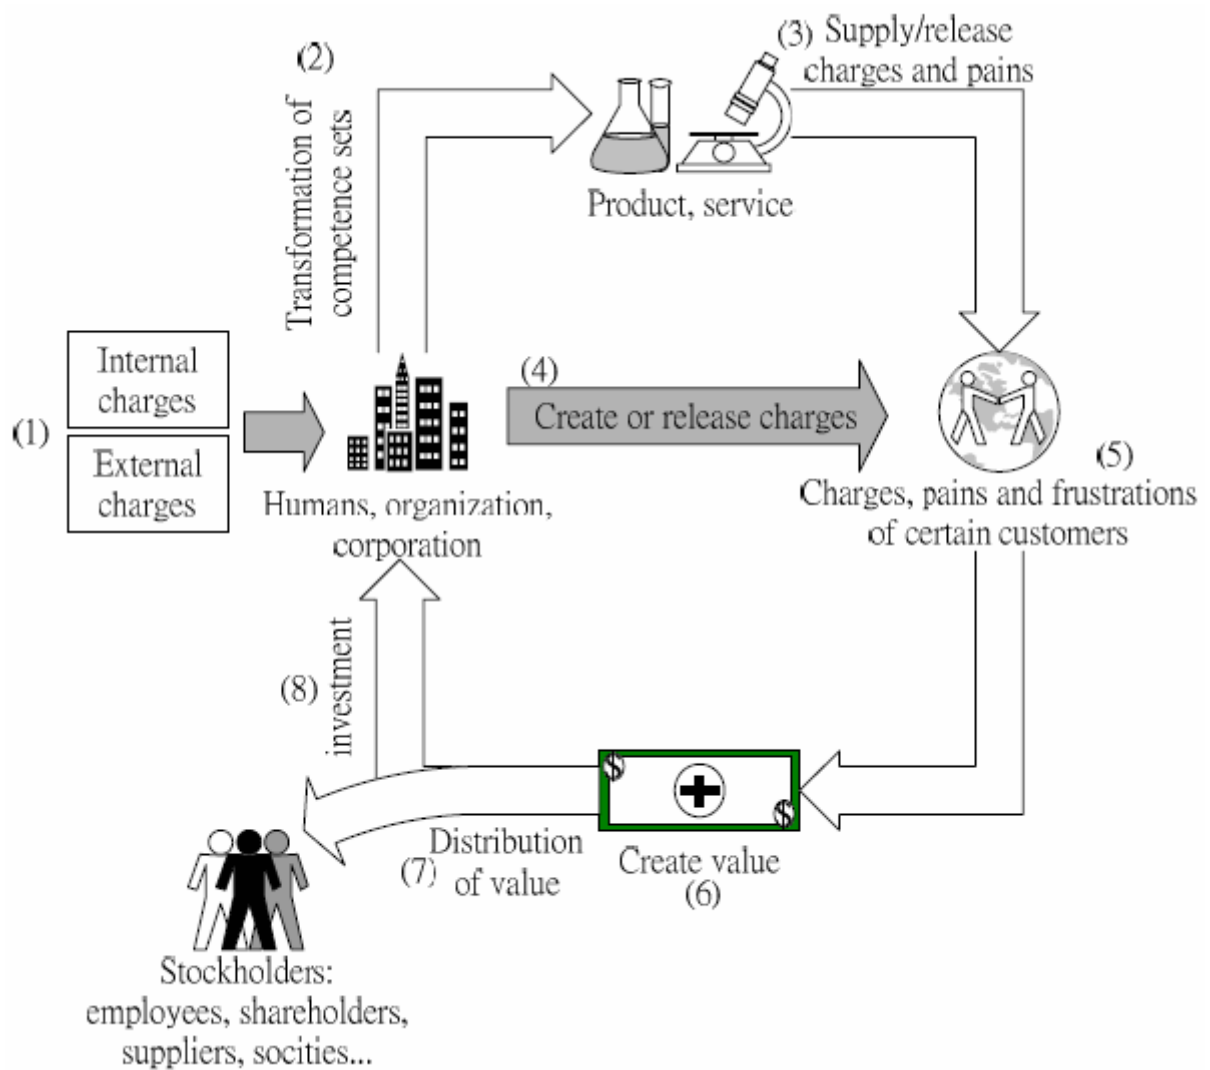 (2)
Transformation of
competence sets
(3) Supply/release
charges and pains
Product, service
(1)
Internal
charges
External
charges
Humans, organization,
corporation
(4)
Create or release charges
(5)
Charges, pains and frustrations
of certain customers
(8)
investment
$
$
Create value
(6)
Distribution
(7) of value
Stockholders:
employees, shareholders,
suppliers, socities...